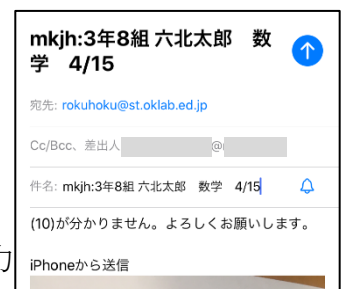 mkjh:3年8組 六北太郎　数
学　4/15
宛先: rokuhoku@st.oklab.ed.jp
Cc/Bcc、差出人 @
件名: mkjh:3年8組 六北太郎　数学　4/15
(10)が分かりません。よろしくお願いします。
iPhoneから送信